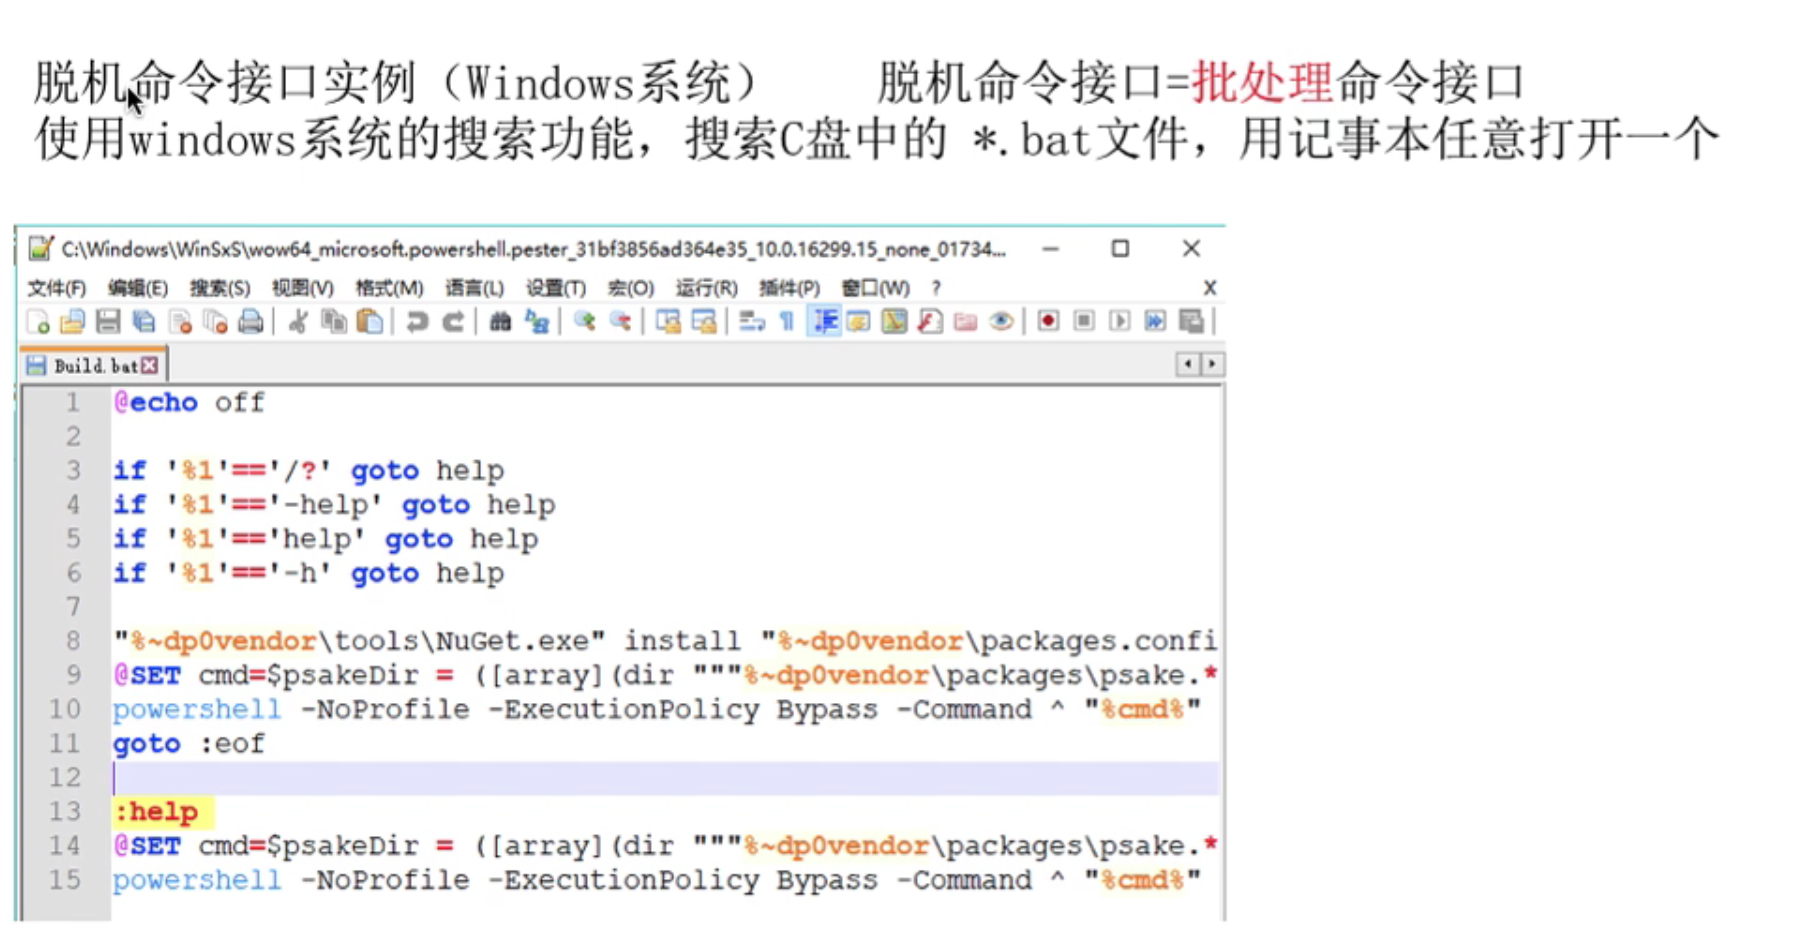 脱机命令接口实例（Windows系统） 脱机命令接口=批处理命令接口
使用windows系统的搜索功能，搜索C盘中的 *.bat文件，用记事本任意打开一个
C:\Windows\WinSxS\wow64_microsoft.powershell.pester_31bf3856ad364e35_10.0.16299.15_none_01734...
文件(F) 编辑(E) 搜索(S) 视图(V) 格式(M) 语言(L) 设置(T) 宏(O) 运行(R) 插件(P) 窗口(W) ? X
Build.bat
1 @echo off
2
3 if '%1'=='/?' goto help
4 if '%1'=='-help' goto help
5 if '%1'=='help' goto help
6 if '%1'=='-h' goto help
7
8 "%~dp0vendor\tools\NuGet.exe" install "%~dp0vendor\packages.confi
9 @SET cmd=$psakeDir = ([array](dir """%~dp0vendor\packages\psake.*
10 powershell -NoProfile -ExecutionPolicy Bypass -Command ^ "%cmd%"
11 goto :eof
12
13 :help
14 @SET cmd=$psakeDir = ([array](dir """%~dp0vendor\packages\psake.*
15 powershell -NoProfile -ExecutionPolicy Bypass -Command ^ "%cmd%"